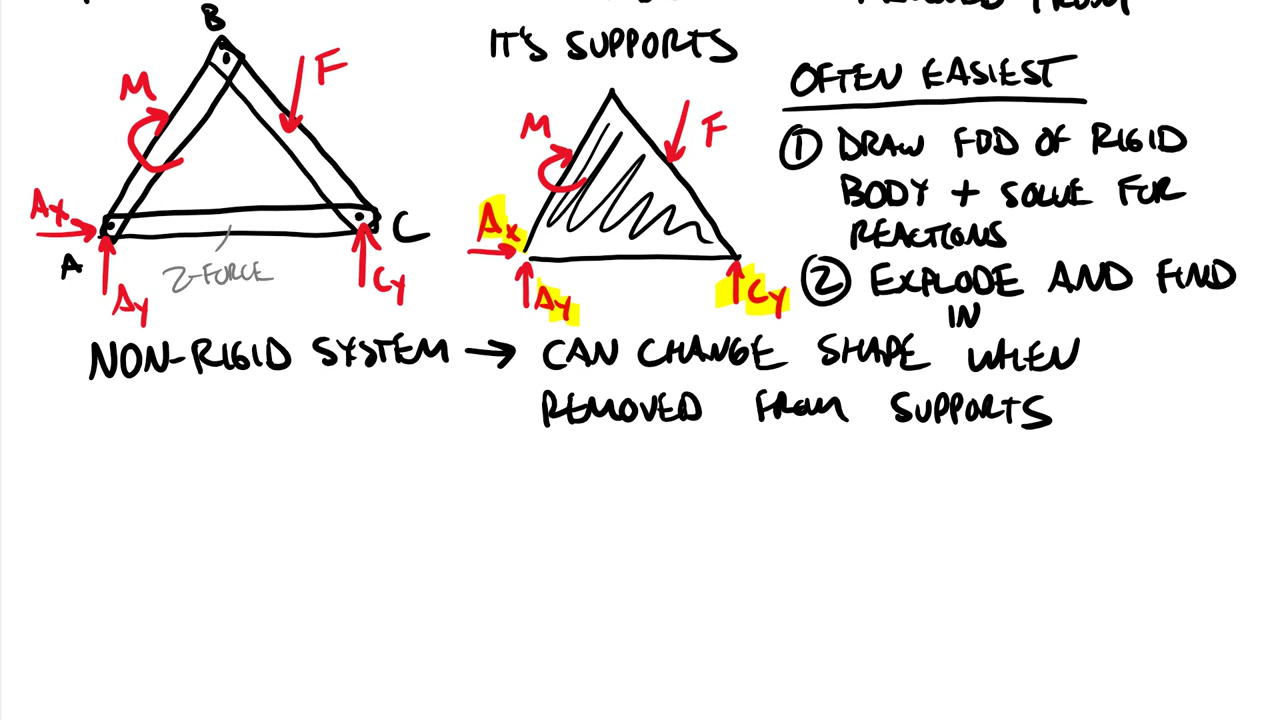 IT'S SUPPORTS
OFTEN EASIEST
① DRAW FBD OF RIGID
BODY + SOLVE FOR
REACTIONS
② EXPLODE AND FIND
IN
B
M
F
Ax
A
Ay
2-FORCE
Cy
C
M
F
Ax
Ay
Cy
NON-RIGID SYSTEM → CAN CHANGE SHAPE WHEN
REMOVED FROM SUPPORTS